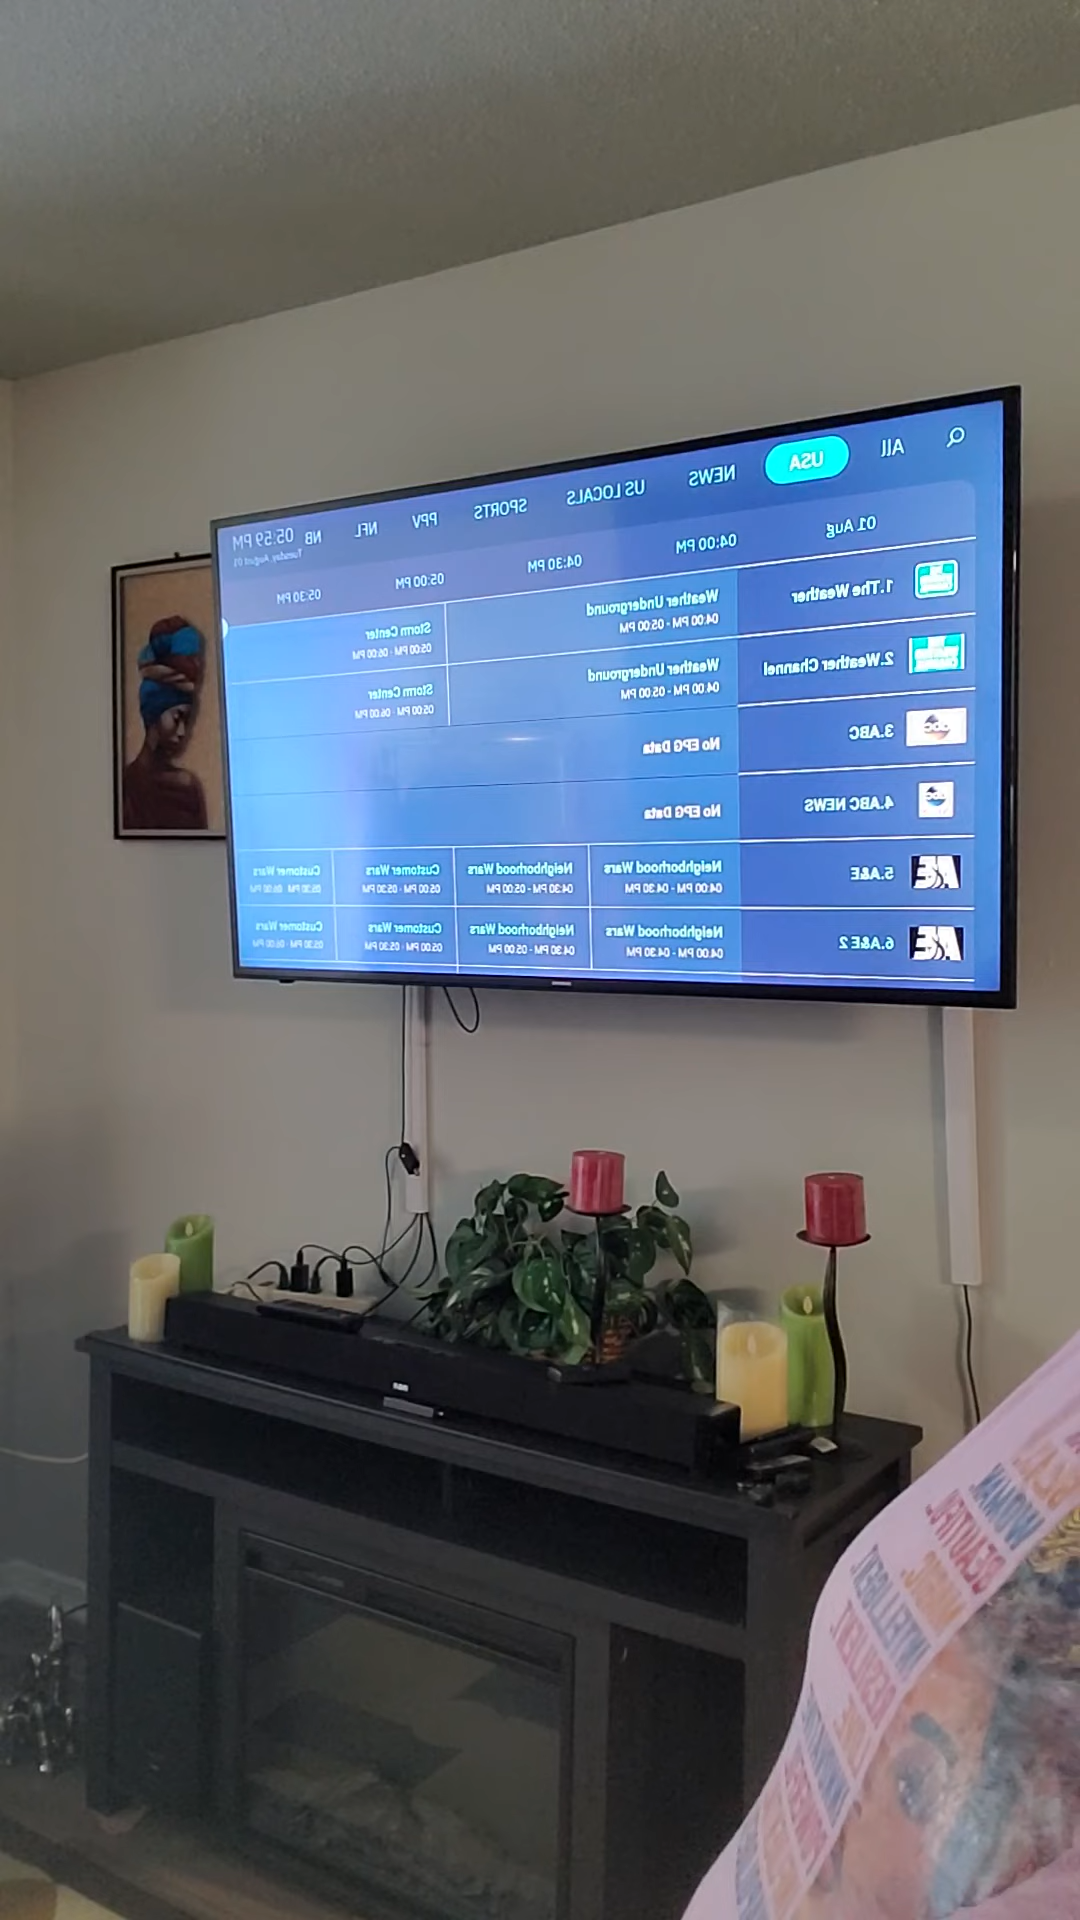 All USA NEWS US LOCALS SPORTS PPV NFL NB 05:59 PM
Tuesday, August 01
01 Aug 04:00 PM 04:30 PM 05:00 PM 05:30 PM
1.The Weather Weather Underground Storm Center
04:00 PM - 05:00 PM 05:00 PM - 06:00 PM
2.Weather Channel Weather Underground Storm Center
04:00 PM - 05:00 PM 05:00 PM - 06:00 PM
abc 3.ABC No EPG Data
abc 4.ABC NEWS No EPG Data
A&E 5.A&E Neighborhood Wars Neighborhood Wars Customer Wars Customer Wars
04:00 PM - 04:30 PM 04:30 PM - 05:00 PM 05:00 PM - 05:30 PM 05:30 PM - 06:00 PM
A&E 6.A&E 2 Neighborhood Wars Neighborhood Wars Customer Wars Customer Wars
04:00 PM - 04:30 PM 04:30 PM - 05:00 PM 05:00 PM - 05:30 PM 05:30 PM - 06:00 PM
RCA
WOMAN.
BEAUTIFUL.
INTELLIGENT.
RESILIENT.